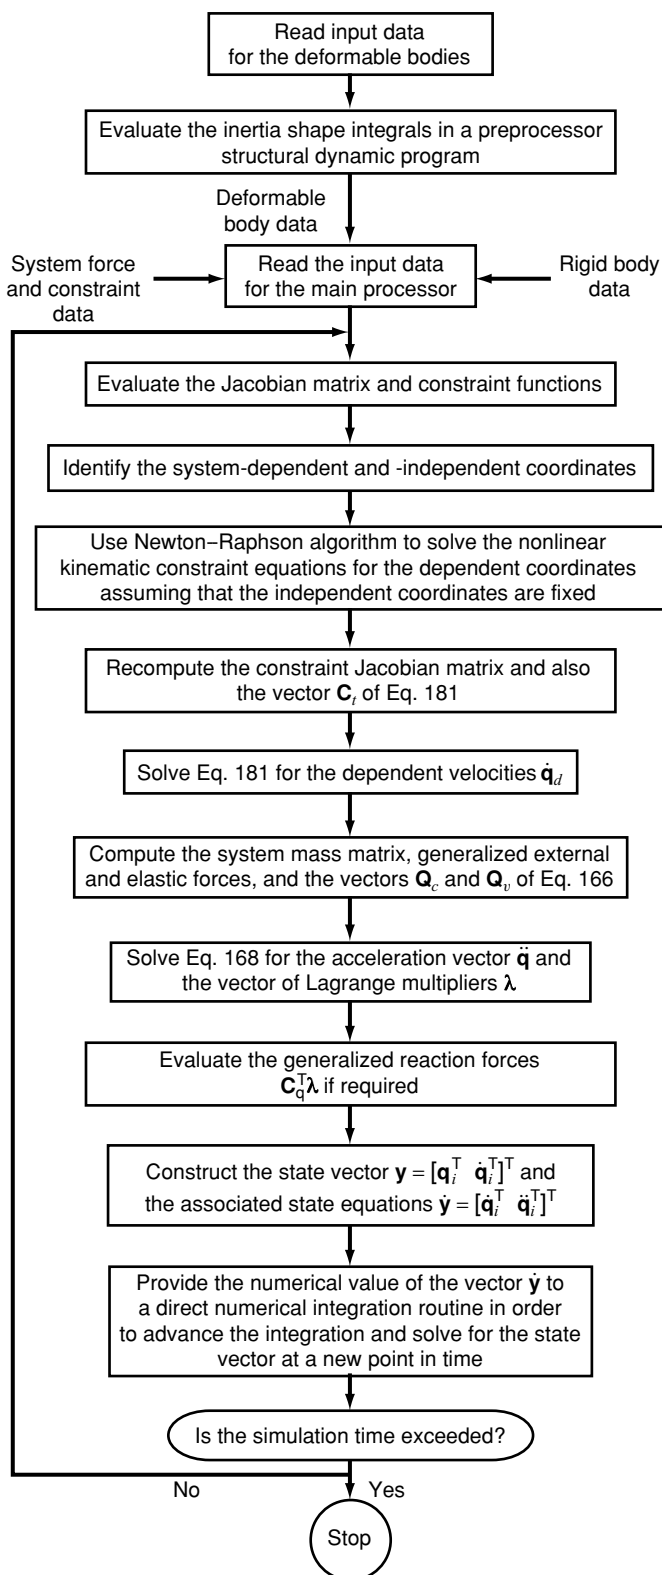 Read input data
for the deformable bodies
Evaluate the inertia shape integrals in a preprocessor
structural dynamic program
Deformable
body data
System force
and constraint
data
Read the input data
for the main processor
Rigid body
data
Evaluate the Jacobian matrix and constraint functions
Identify the system-dependent and -independent coordinates
Use Newton–Raphson algorithm to solve the nonlinear
kinematic constraint equations for the dependent coordinates
assuming that the independent coordinates are fixed
Recompute the constraint Jacobian matrix and also
the vector C_t of Eq. 181
Solve Eq. 181 for the dependent velocities q̇_d
Compute the system mass matrix, generalized external
and elastic forces, and the vectors Q_c and Q_v of Eq. 166
Solve Eq. 168 for the acceleration vector q̈ and
the vector of Lagrange multipliers λ
Evaluate the generalized reaction forces
C_q^T λ if required
Construct the state vector y = [q_i^T q̇_i^T]^T and
the associated state equations ẏ = [q̇_i^T q̈_i^T]^T
Provide the numerical value of the vector ẏ to
a direct numerical integration routine in order
to advance the integration and solve for the state
vector at a new point in time
Is the simulation time exceeded?
No
Yes
Stop